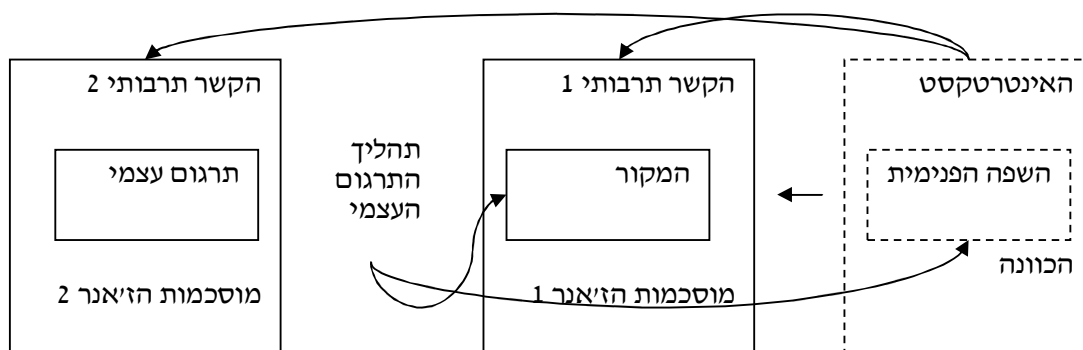 האינטרטקסט
השפה הפנימית
הכוונה
הקשר תרבותי 1
המקור
מוסכמות הז'אנר 1
תהליך
התרגום
העצמי
הקשר תרבותי 2
תרגום עצמי
מוסכמות הז'אנר 2